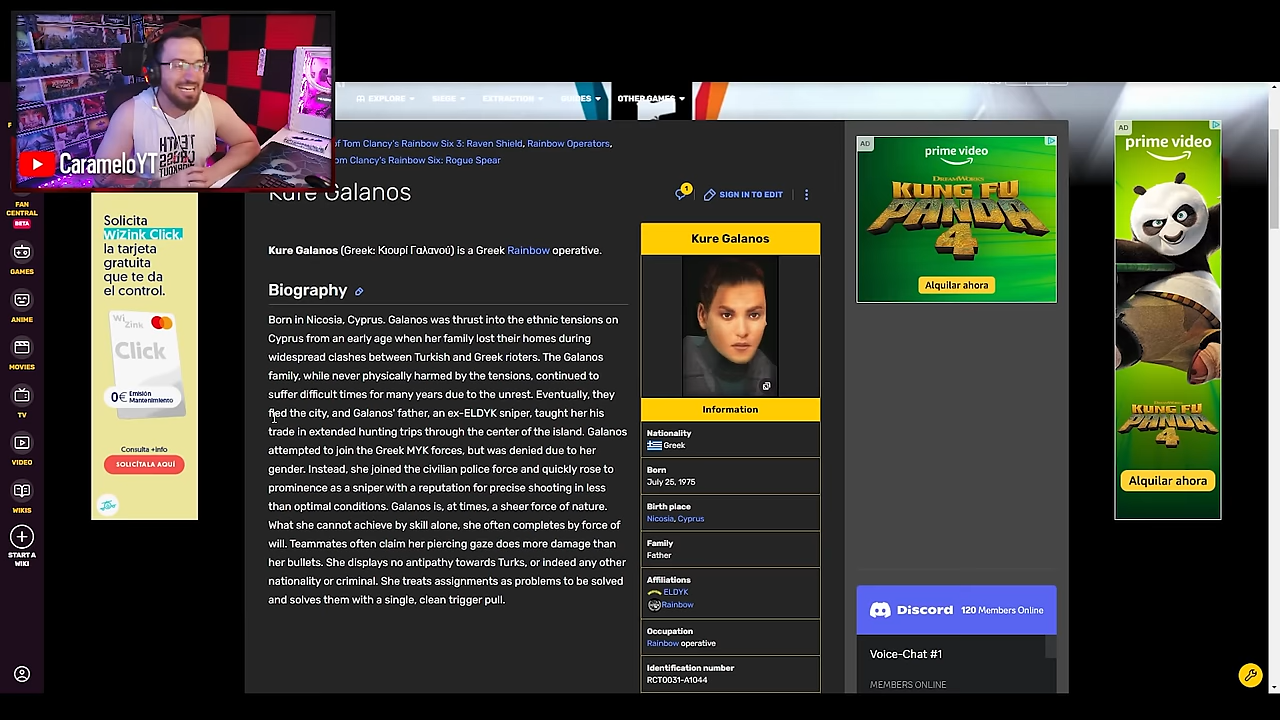 EXPLORE
SIEGE
EXTRACTION
GUIDES
OTHER GAMES
CarameloYT
of Tom Clancy's Rainbow Six 3: Raven Shield, Rainbow Operators,
Tom Clancy's Rainbow Six: Rogue Spear
Kure Galanos
1
SIGN IN TO EDIT
Kure Galanos (Greek: Κιουρί Γαλανού) is a Greek Rainbow operative.
Biography
Born in Nicosia, Cyprus. Galanos was thrust into the ethnic tensions on
Cyprus from an early age when her family lost their homes during
widespread clashes between Turkish and Greek rioters. The Galanos
family, while never physically harmed by the tensions, continued to
suffer difficult times for many years due to the unrest. Eventually, they
fled the city, and Galanos' father, an ex-ELDYK sniper, taught her his
trade in extended hunting trips through the center of the island. Galanos
attempted to join the Greek MYK forces, but was denied due to her
gender. Instead, she joined the civilian police force and quickly rose to
prominence as a sniper with a reputation for precise shooting in less
than optimal conditions. Galanos is, at times, a sheer force of nature.
What she cannot achieve by skill alone, she often completes by force of
will. Teammates often claim her piercing gaze does more damage than
her bullets. She displays no antipathy towards Turks, or indeed any other
nationality or criminal. She treats assignments as problems to be solved
and solves them with a single, clean trigger pull.
Kure Galanos
Information
Nationality
Greek
Born
July 25, 1975
Birth place
Nicosia, Cyprus
Family
Father
Affiliations
ELDYK
Rainbow
Occupation
Rainbow operative
Identification number
RCT0031-A1044
FAN
CENTRAL
BETA
GAMES
ANIME
MOVIES
TV
VIDEO
WIKIS
START A
WIKI
Solicita
WiZink Click,
la tarjeta
gratuita
que te da
el control.
Wi
Zink
Click
0€ Emisión
Mantenimiento
Consulta +info
SOLICÍTALA AQUÍ
AD
prime video
DREAMWORKS
KUNG FU
PANDA
4
Alquilar ahora
AD
prime video
KUNG FU
PANDA
4
Alquilar ahora
Discord 120 Members Online
Voice-Chat #1
MEMBERS ONLINE